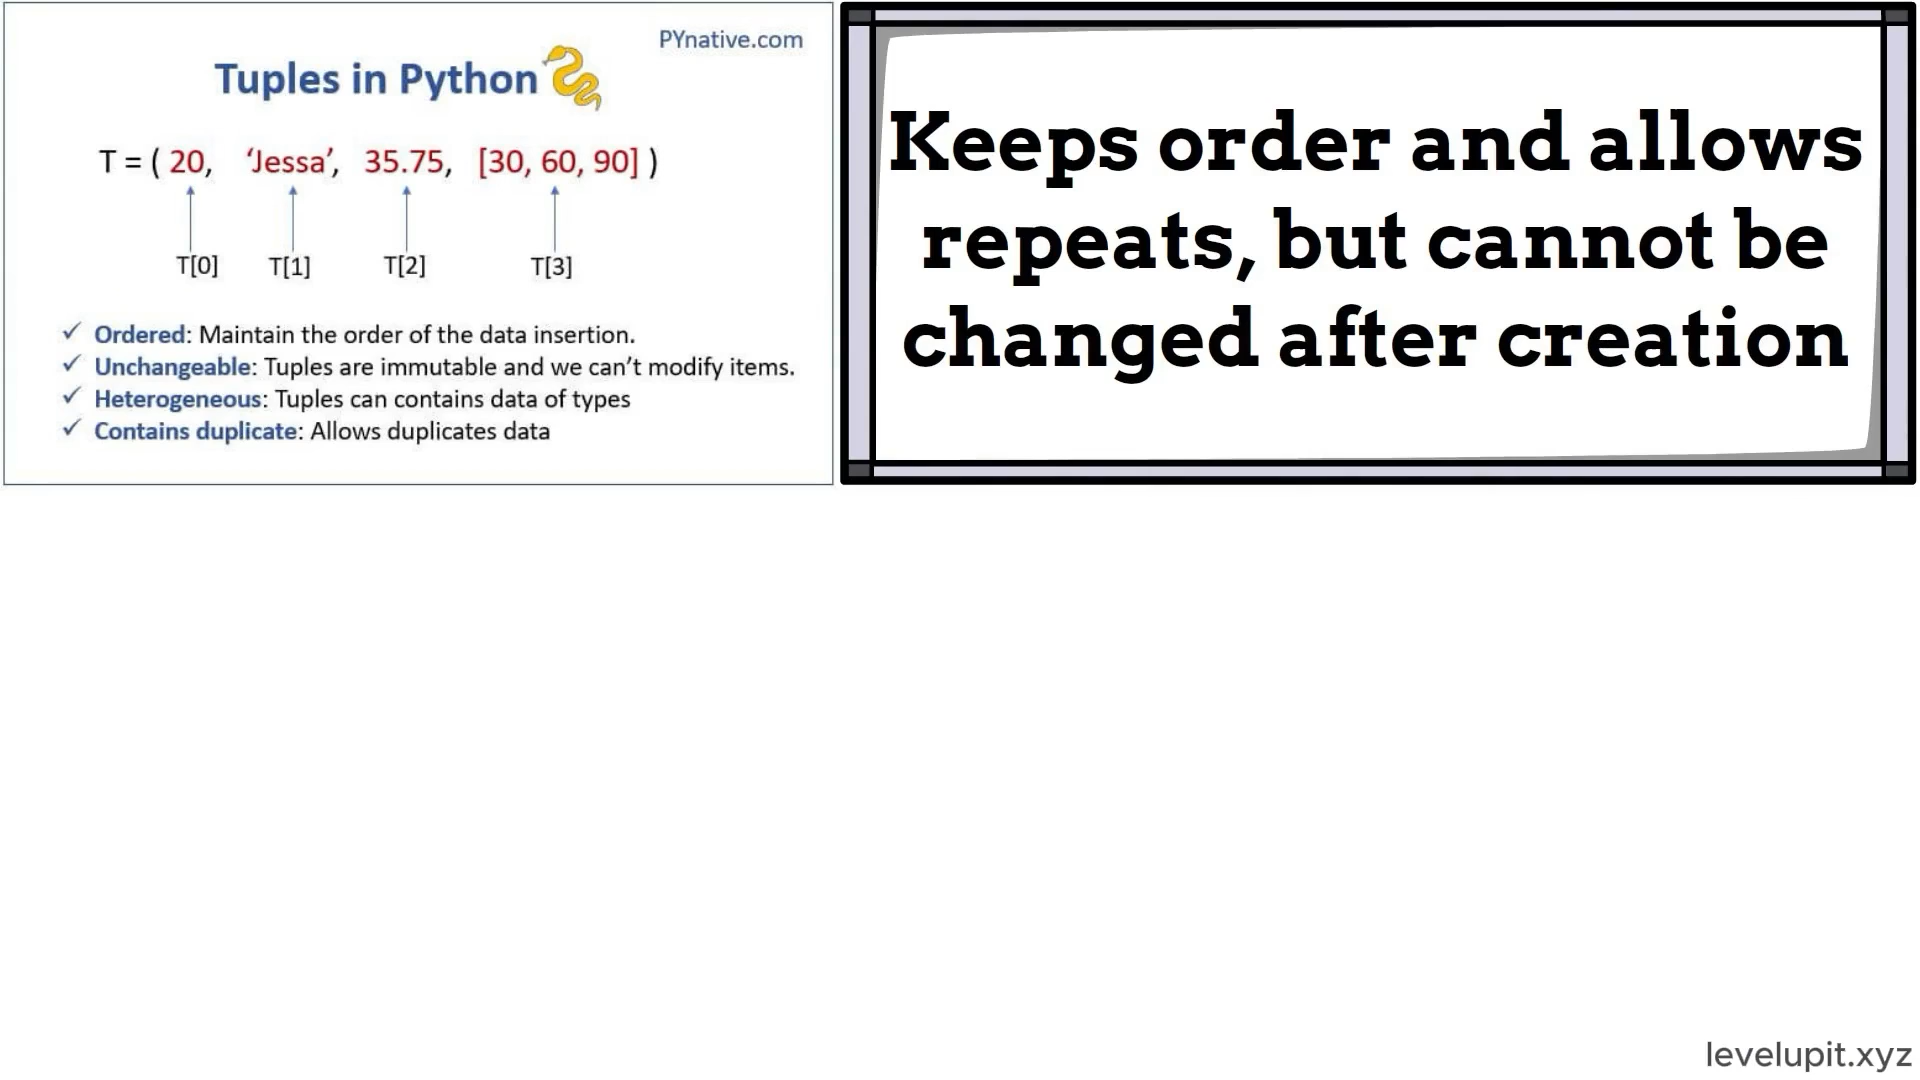 PYnative.com
Tuples in Python
T = ( 20, ‘Jessa’, 35.75, [30, 60, 90] )
T[0] T[1] T[2] T[3]
✓ Ordered: Maintain the order of the data insertion.
✓ Unchangeable: Tuples are immutable and we can’t modify items.
✓ Heterogeneous: Tuples can contains data of types
✓ Contains duplicate: Allows duplicates data
Keeps order and allows
repeats, but cannot be
changed after creation
levelupit.xyz